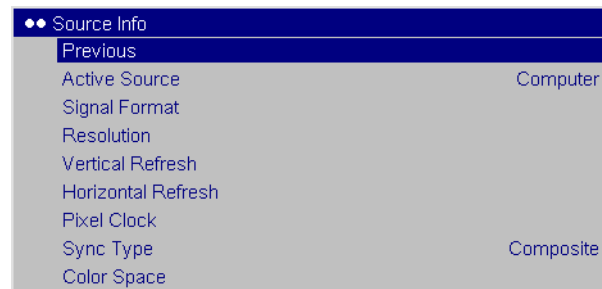 Source Info
Previous
Active Source Computer
Signal Format
Resolution
Vertical Refresh
Horizontal Refresh
Pixel Clock
Sync Type Composite
Color Space